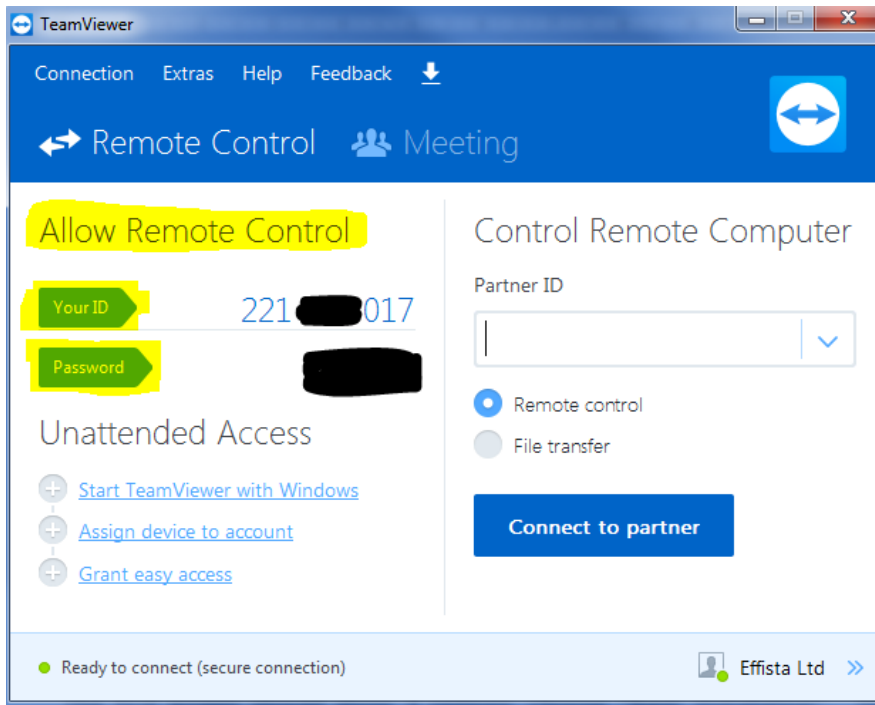 TeamViewer
Connection Extras Help Feedback
Remote Control Meeting
Allow Remote Control
Your ID 221 017
Password
Unattended Access
Start TeamViewer with Windows
Assign device to account
Grant easy access
Control Remote Computer
Partner ID
Remote control
File transfer
Connect to partner
Ready to connect (secure connection)
Effista Ltd